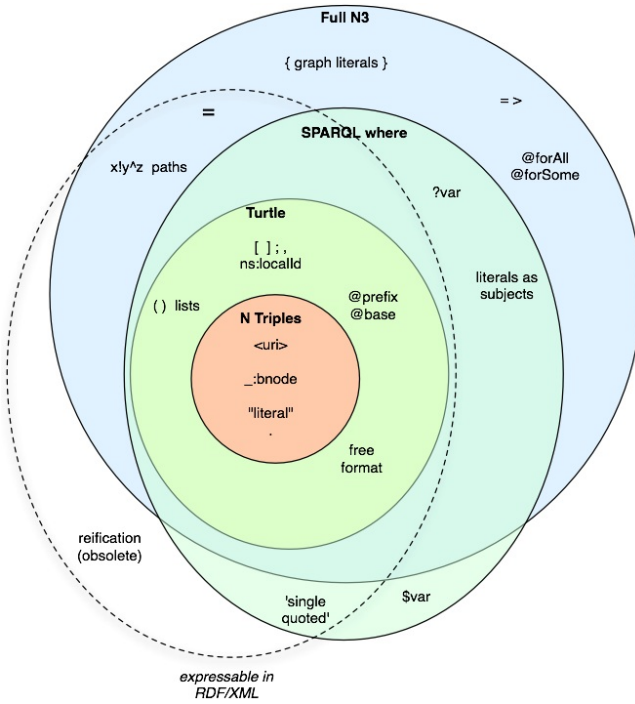 Full N3
{ graph literals }
=
= >
SPARQL where
x!y^z paths
@forAll
@forSome
?var
Turtle
[ ] ; ,
ns:localId
literals as
subjects
( ) lists
@prefix
@base
N Triples
<uri>
_:bnode
"literal"
.
free
format
reification
(obsolete)
'single
quoted'
$var
expressable in
RDF/XML